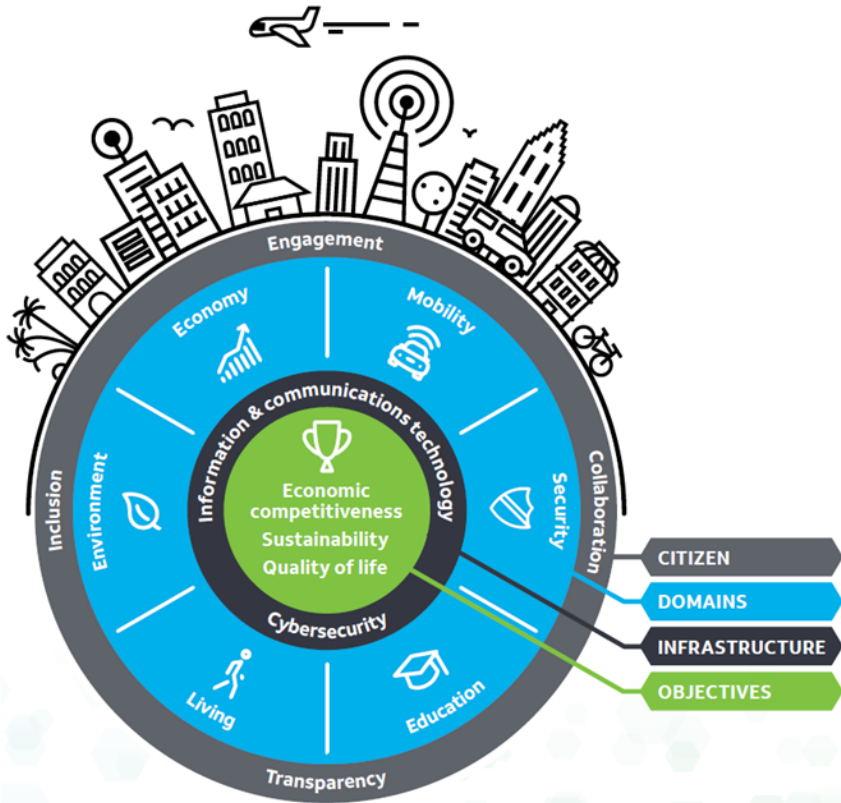 Engagement
Economy
Mobility
Inclusion
Environment
Information & communications technology
Security
Collaboration
Economic
competitiveness
Sustainability
Quality of life
Cybersecurity
Living
Education
Transparency
CITIZEN
DOMAINS
INFRASTRUCTURE
OBJECTIVES